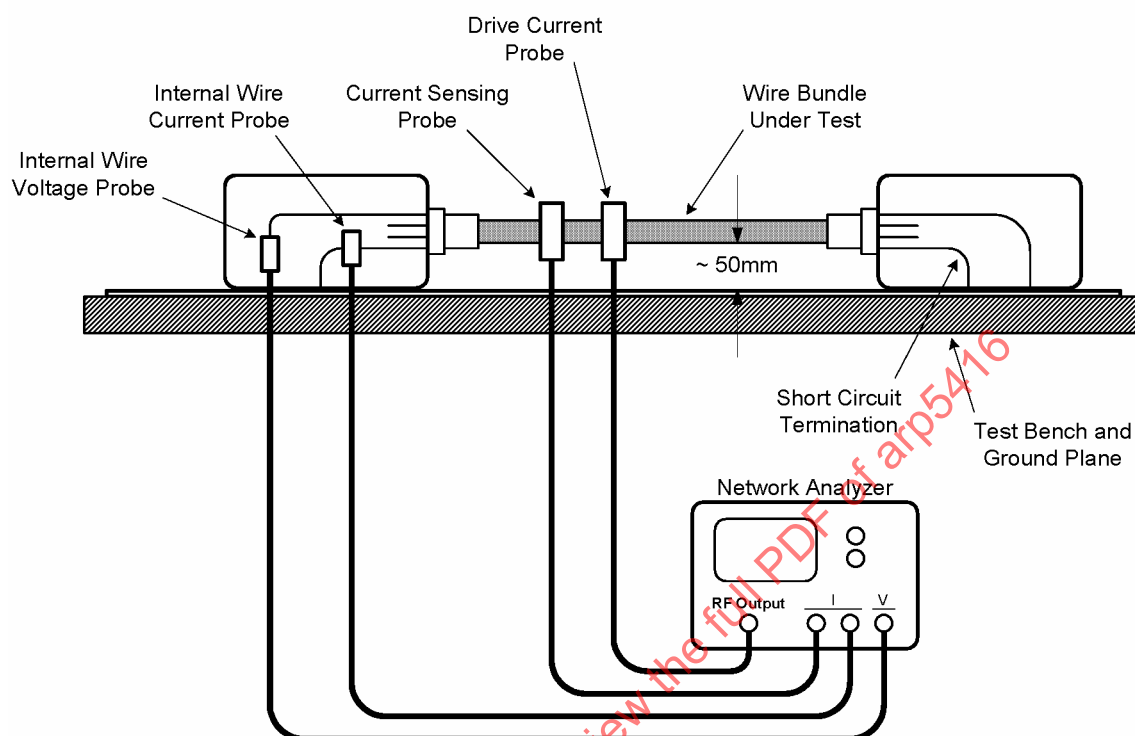 Drive Current
Probe
Internal Wire
Current Probe
Current Sensing
Probe
Wire Bundle
Under Test
Internal Wire
Voltage Probe
~ 50mm
Short Circuit
Termination
Test Bench and
Ground Plane
Network Analyzer
RF Output
I
V
view the full PDF of arp5416